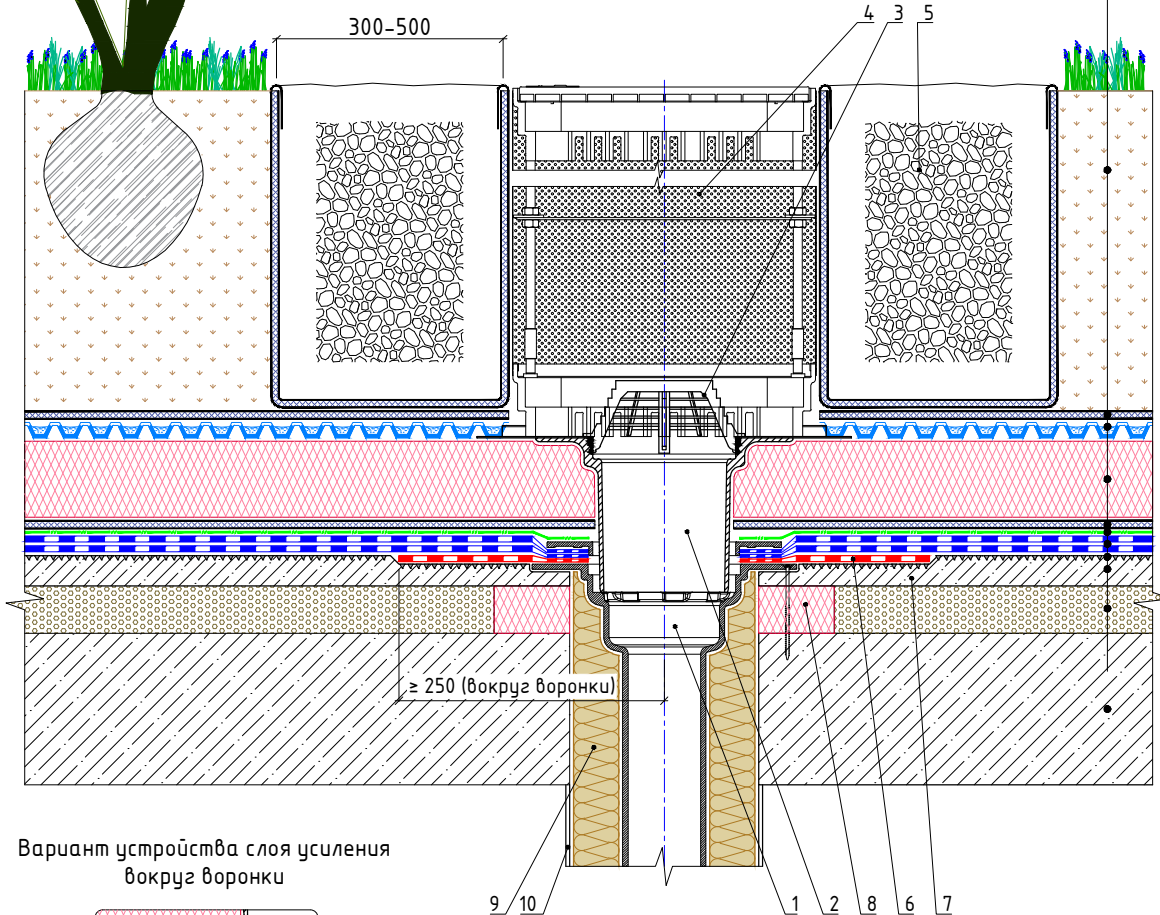 300-500
4 3 5
≥ 250 (вокруг воронки)
Вариант устройства слоя усиления
вокруг воронки
9 10 1 2 8 6 7